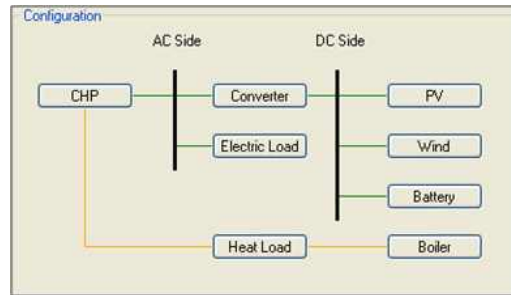 Configuration
AC Side
DC Side
CHP
Converter
PV
Electric Load
Wind
Battery
Heat Load
Boiler